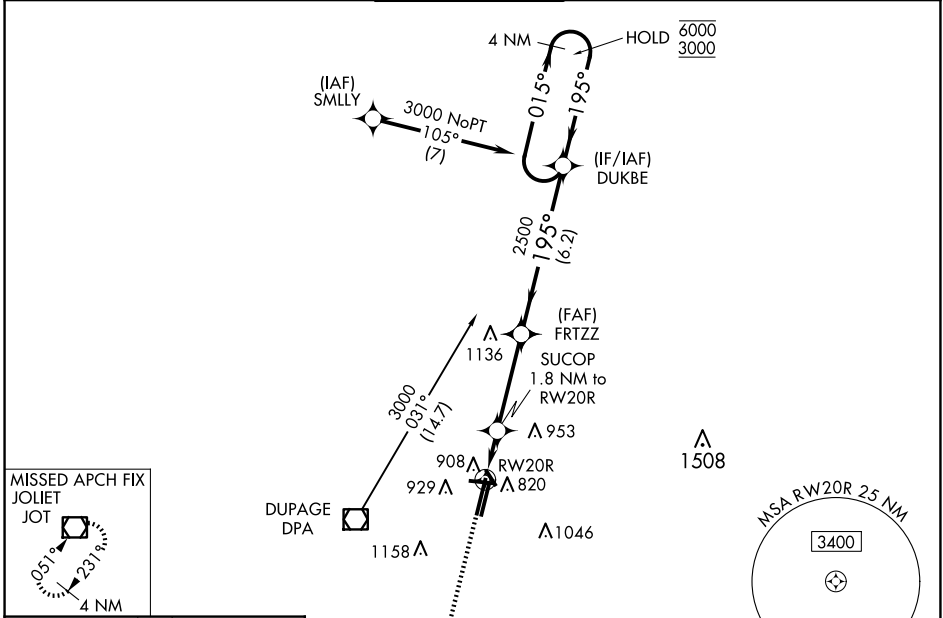 4 NM
HOLD 6000
3000
(IAF)
SMLLY
3000 NoPT
105°
(7)
015°
195°
(IF/IAF)
DUKBE
2500
195°
(6.2)
(FAF)
FRTZZ
1136
SUCOP
1.8 NM to
RW20R
3000
031°
(14.7)
953
1508
908
RW20R
929
820
MISSED APCH FIX
JOLIET
JOT
051°
231°
4 NM
DUPAGE
DPA
1158
1046
MSA RW20R 25 NM
3400